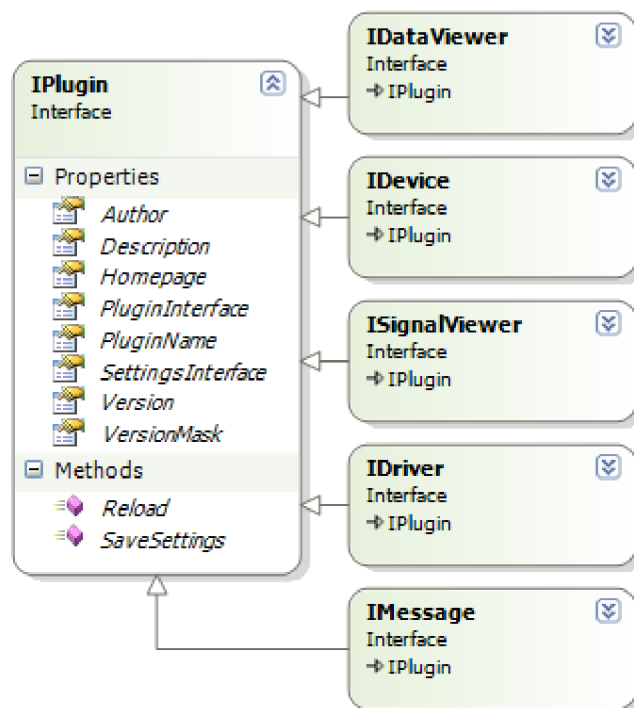 IPlugin
Interface
Properties
Author
Description
Homepage
PluginInterface
PluginName
SettingsInterface
Version
VersionMask
Methods
Reload
SaveSettings
IDataViewer
Interface
IPlugin
IDevice
Interface
IPlugin
ISignalViewer
Interface
IPlugin
IDriver
Interface
IPlugin
IMessage
Interface
IPlugin